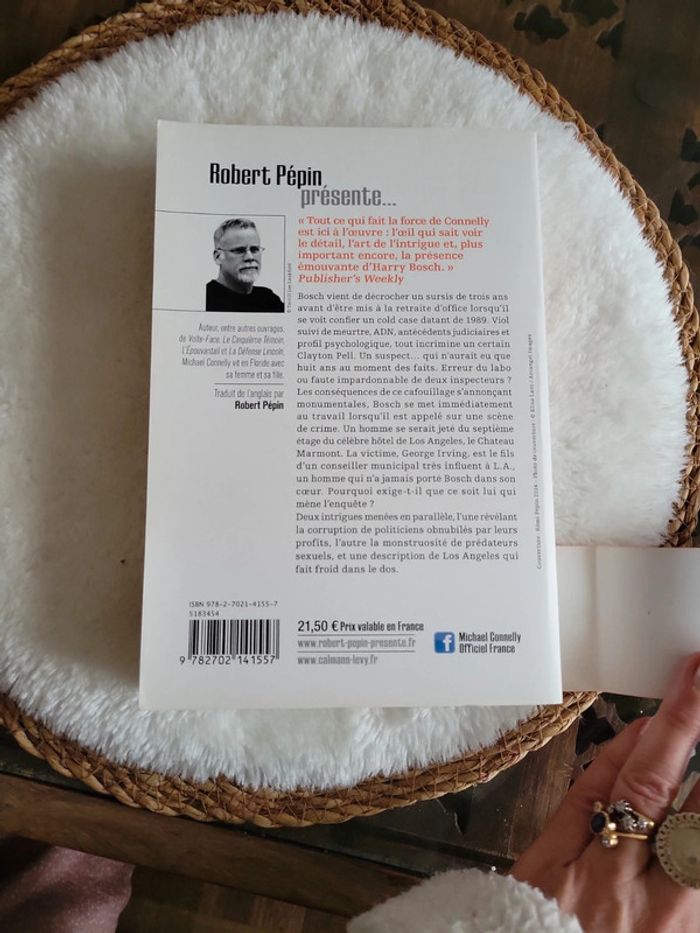 Robert Pépin
présente...
« Tout ce qui fait la force de Connelly
est ici à l'œuvre : l'œil qui sait voir
le détail, l'art de l'intrigue et, plus
important encore, la présence
émouvante d'Harry Bosch. »
Publisher's Weekly
Auteur, entre autres ouvrages,
de Volte-Face, Le Cinquième Témoin,
L'Épouvantail et La Défense Lincoln,
Michael Connelly vit en Floride avec
sa femme et sa fille.
Traduit de l'anglais par
Robert Pépin
Bosch vient de décrocher un sursis de trois ans
avant d'être mis à la retraite d'office lorsqu'il
se voit confier un cold case datant de 1989. Viol
suivi de meurtre, ADN, antécédents judiciaires et
profil psychologique, tout incrimine un certain
Clayton Pell. Un suspect... qui n'aurait eu que
huit ans au moment des faits. Erreur du labo
ou faute impardonnable de deux inspecteurs ?
Les conséquences de ce cafouillage s'annonçant
monumentales, Bosch se met immédiatement
au travail lorsqu'il est appelé sur une scène
de crime. Un homme se serait jeté du septième
étage du célèbre hôtel de Los Angeles, le Chateau
Marmont. La victime, George Irving, est le fils
d'un conseiller municipal très influent à L.A.,
un homme qui n'a jamais porté Bosch dans son
cœur. Pourquoi exige-t-il que ce soit lui qui
mène l'enquête ?
Deux intrigues menées en parallèle, l'une révélant
la corruption de politiciens obnubilés par leurs
profits, l'autre la monstruosité de prédateurs
sexuels, et une description de Los Angeles qui
fait froid dans le dos.
Couverture : Rémi Pépin 2014 - Photo de couverture : © Elisa Lazo / Arcangel Images
ISBN 978-2-7021-4155-7
5183454
9 782702 141557
21,50 € Prix valable en France
www.robert-pepin-presente.fr
www.calmann-levy.fr
f
Michael Connelly
Officiel France